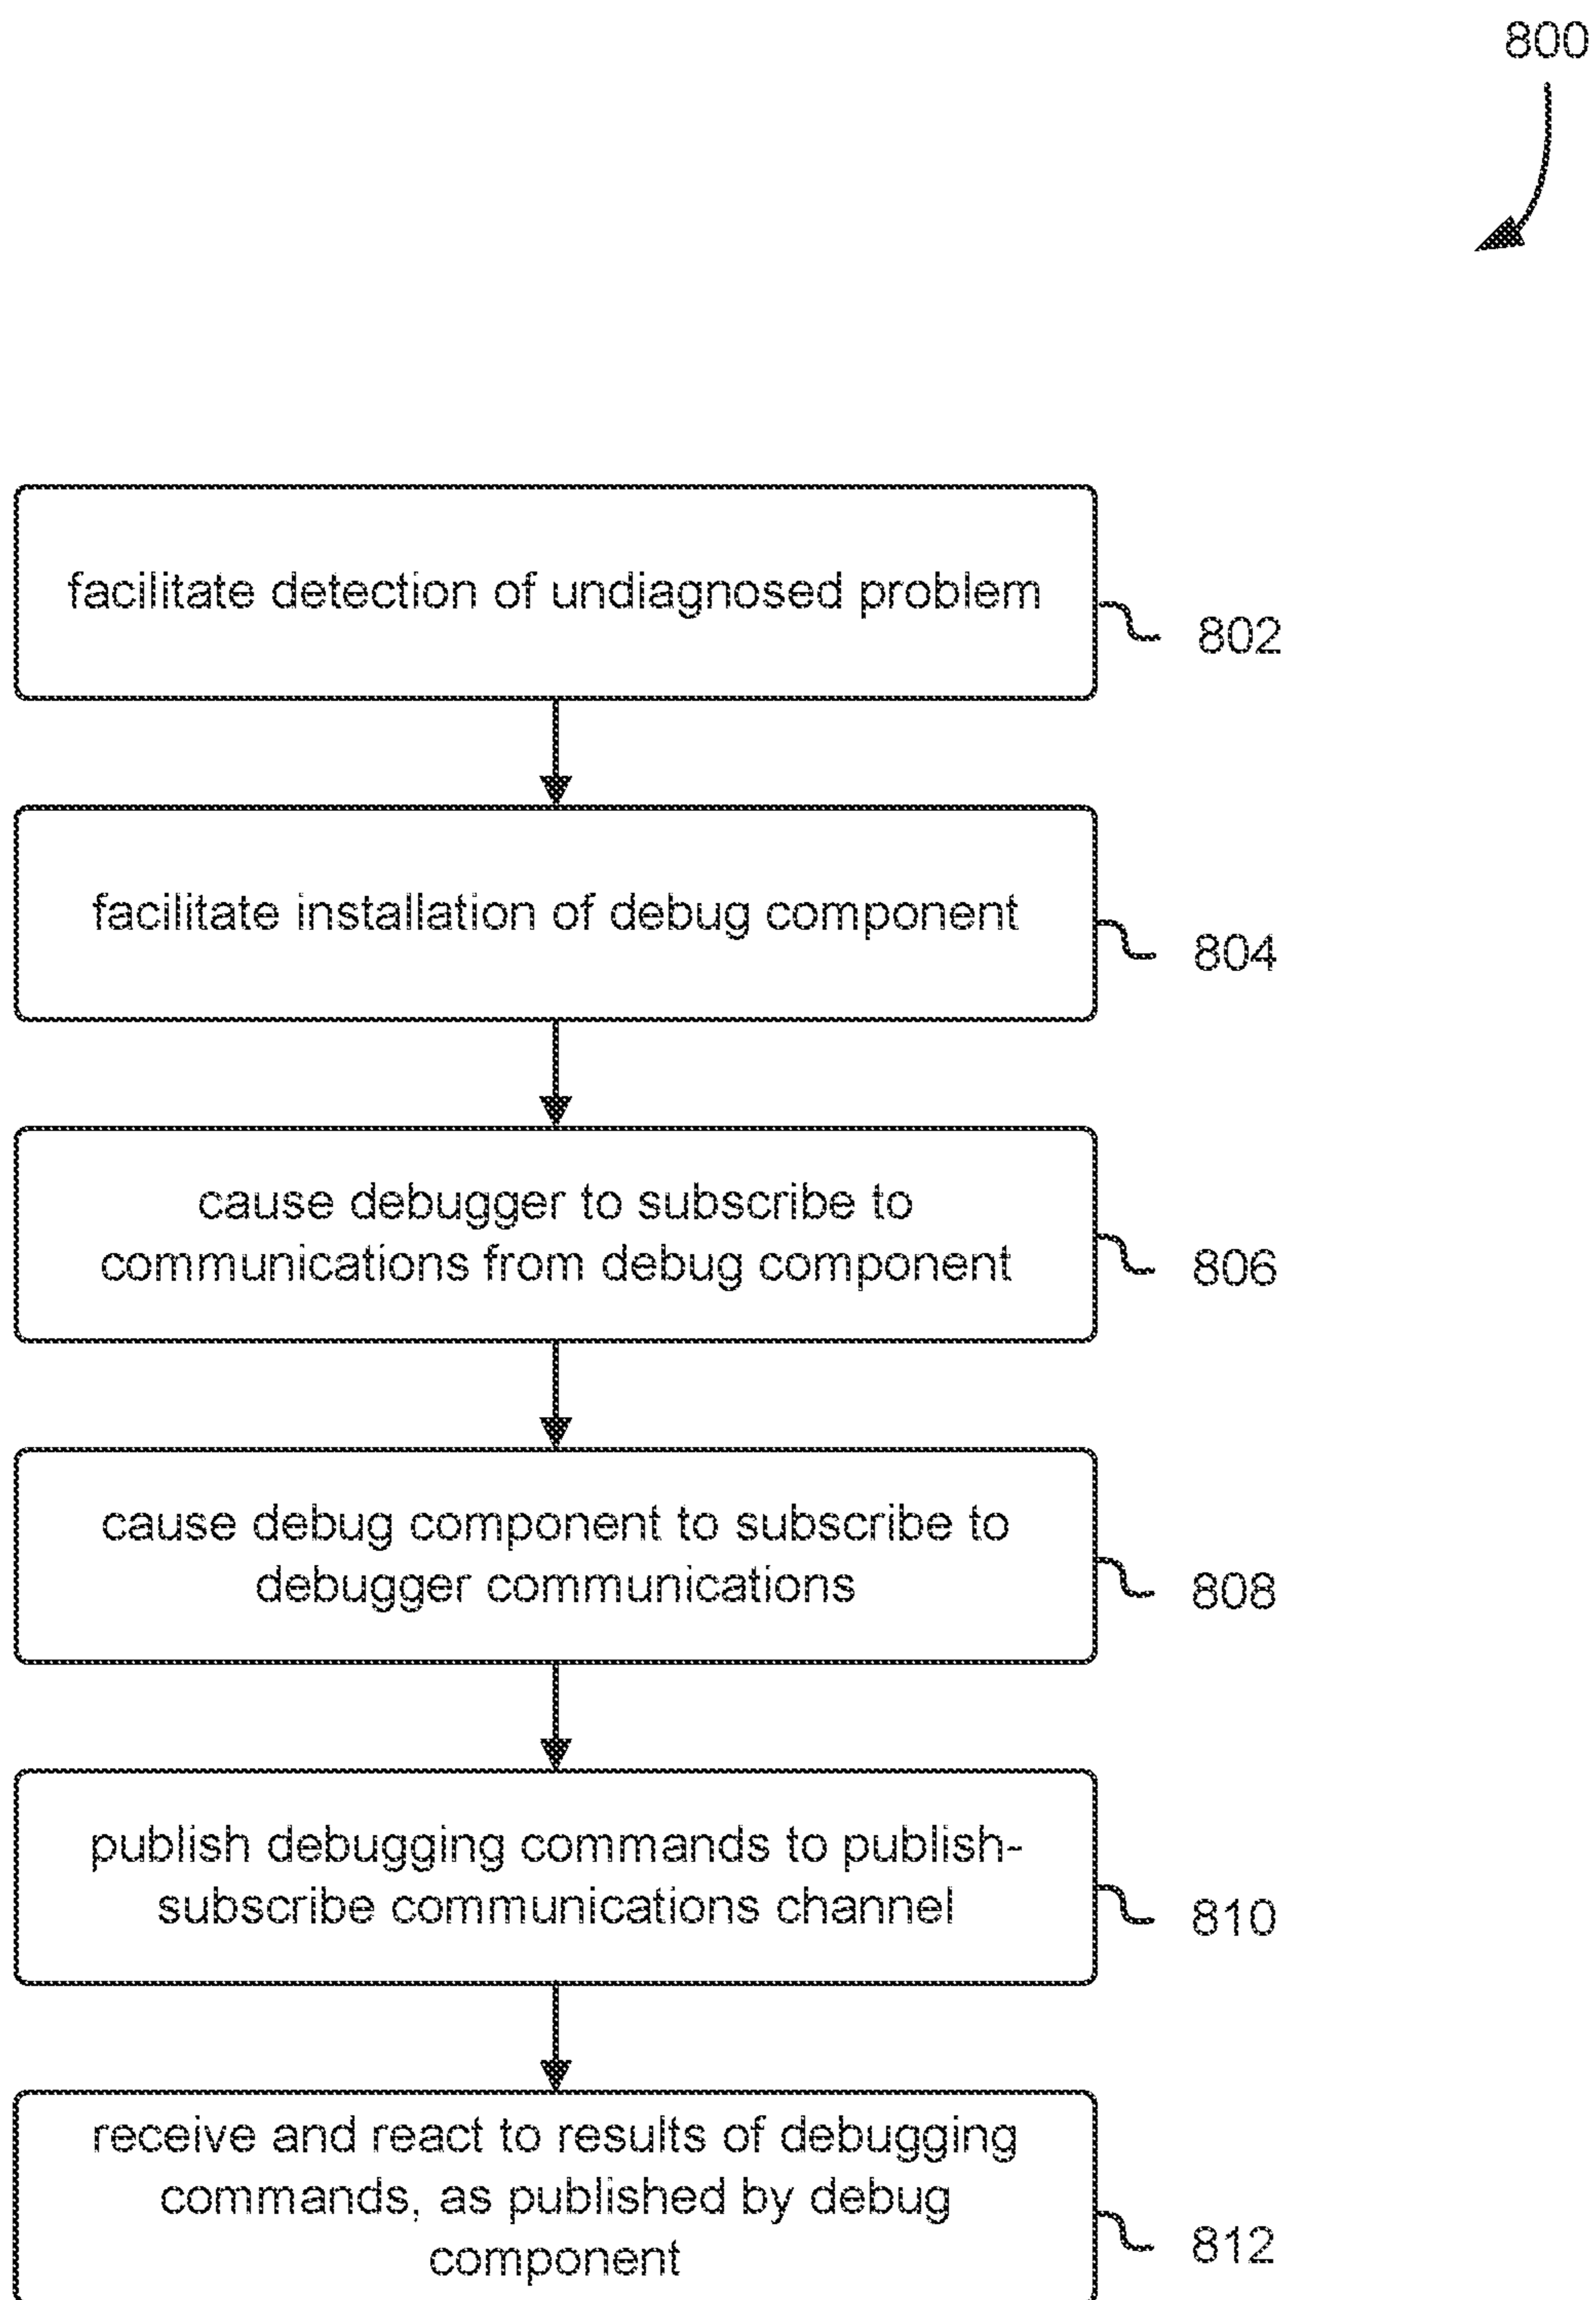 800
facilitate detection of undiagnosed problem
802
facilitate installation of debug component
804
cause debugger to subscribe to
communications from debug component
806
cause debug component to subscribe to
debugger communications
808
publish debugging commands to publish-
subscribe communications channel
810
receive and react to results of debugging
commands, as published by debug
component
812